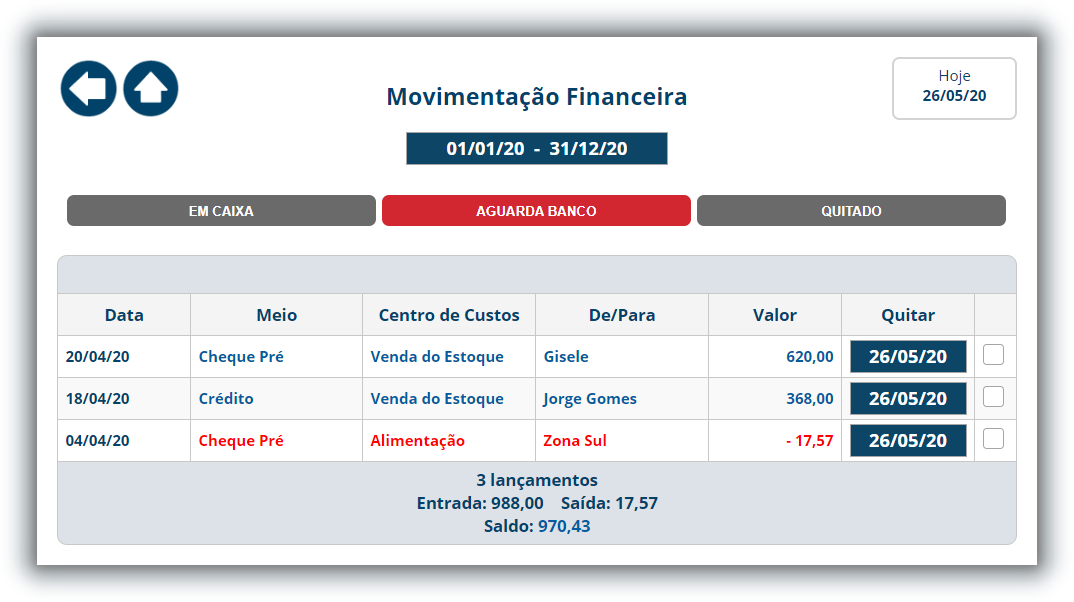 Hoje
26/05/20
Movimentação Financeira
01/01/20 - 31/12/20
EM CAIXA AGUARDA BANCO QUITADO
Data Meio Centro de Custos De/Para Valor Quitar
20/04/20 Cheque Pré Venda do Estoque Gisele 620,00 26/05/20
18/04/20 Crédito Venda do Estoque Jorge Gomes 368,00 26/05/20
04/04/20 Cheque Pré Alimentação Zona Sul - 17,57 26/05/20
3 lançamentos
Entrada: 988,00 Saída: 17,57
Saldo: 970,43